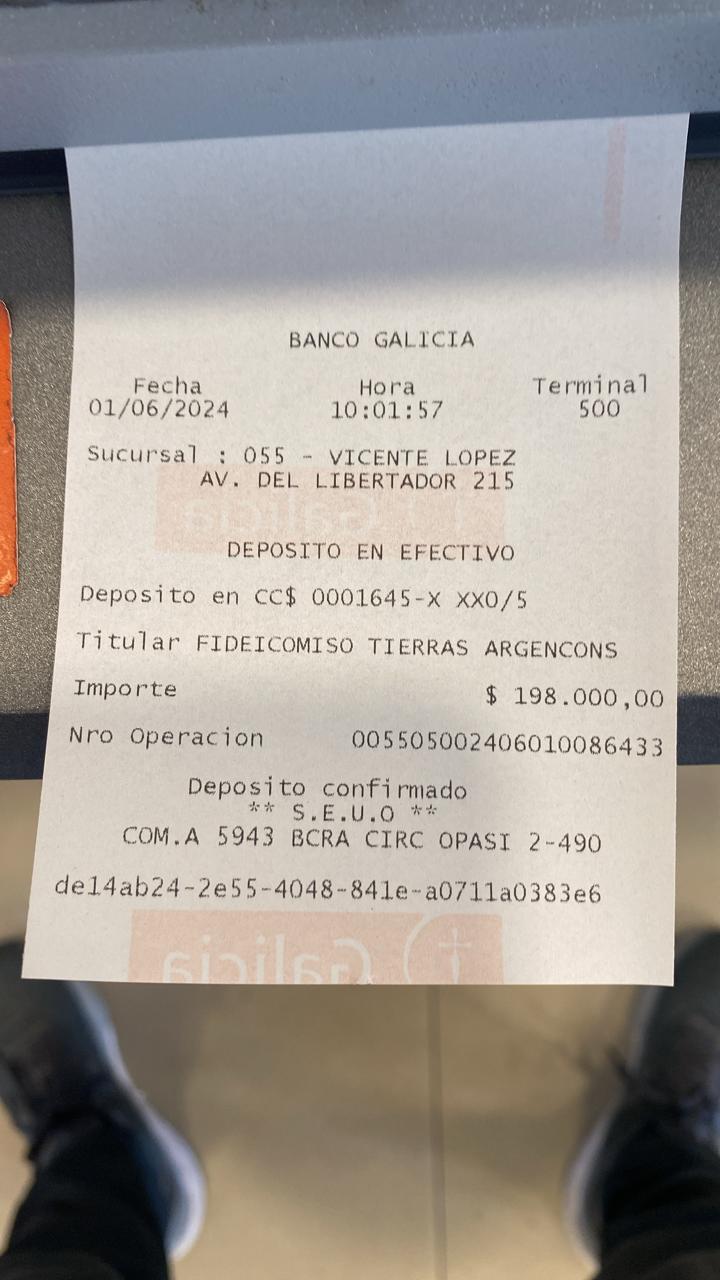 BANCO GALICIA
Fecha Hora Terminal
01/06/2024 10:01:57 500
Sucursal : 055 - VICENTE LOPEZ
AV. DEL LIBERTADOR 215
Galicia
DEPOSITO EN EFECTIVO
Deposito en CC$ 0001645-X XX0/5
Titular FIDEICOMISO TIERRAS ARGENCONS
Importe $ 198.000,00
Nro Operacion 005505002406010086433
Deposito confirmado
** S.E.U.O **
COM.A 5943 BCRA CIRC OPASI 2-490
de14ab24-2e55-4048-841e-a0711a0383e6
Galicia